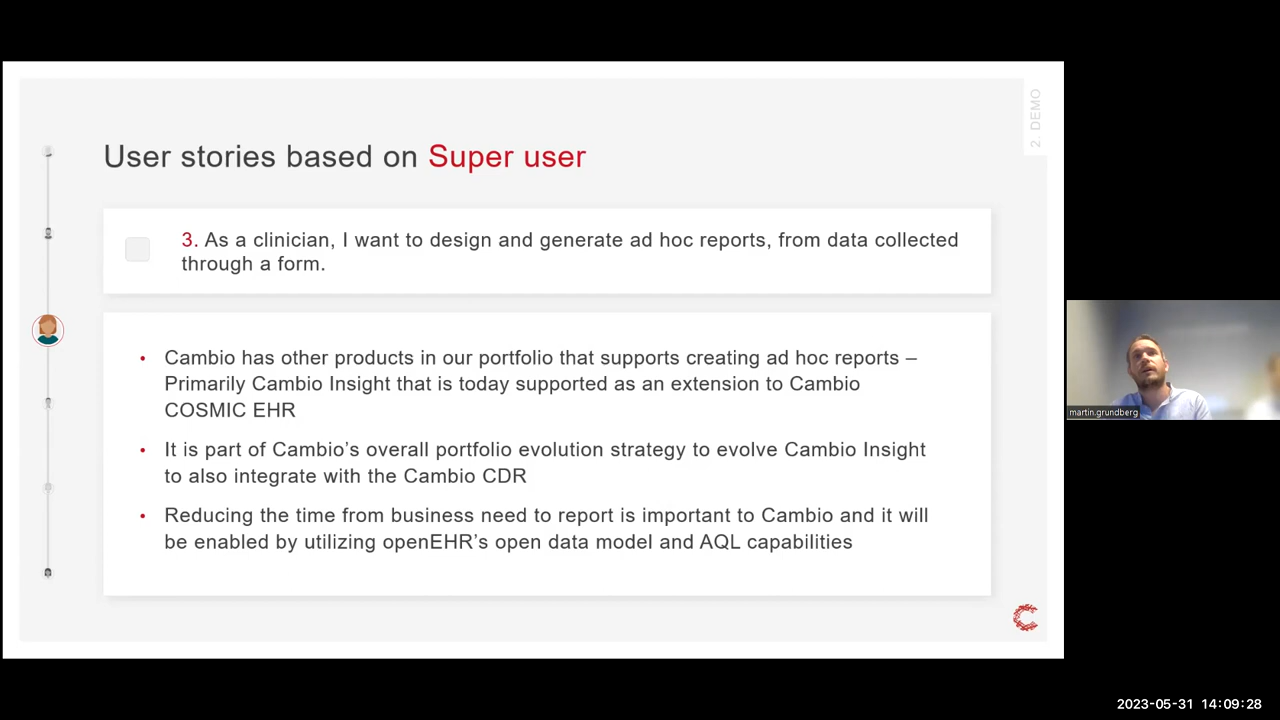 2. DEMO
User stories based on Super user
3. As a clinician, I want to design and generate ad hoc reports, from data collected
through a form.
• Cambio has other products in our portfolio that supports creating ad hoc reports –
Primarily Cambio Insight that is today supported as an extension to Cambio
COSMIC EHR
• It is part of Cambio’s overall portfolio evolution strategy to evolve Cambio Insight
to also integrate with the Cambio CDR
• Reducing the time from business need to report is important to Cambio and it will
be enabled by utilizing openEHR’s open data model and AQL capabilities
martin.grundberg
2023-05-31 14:09:28